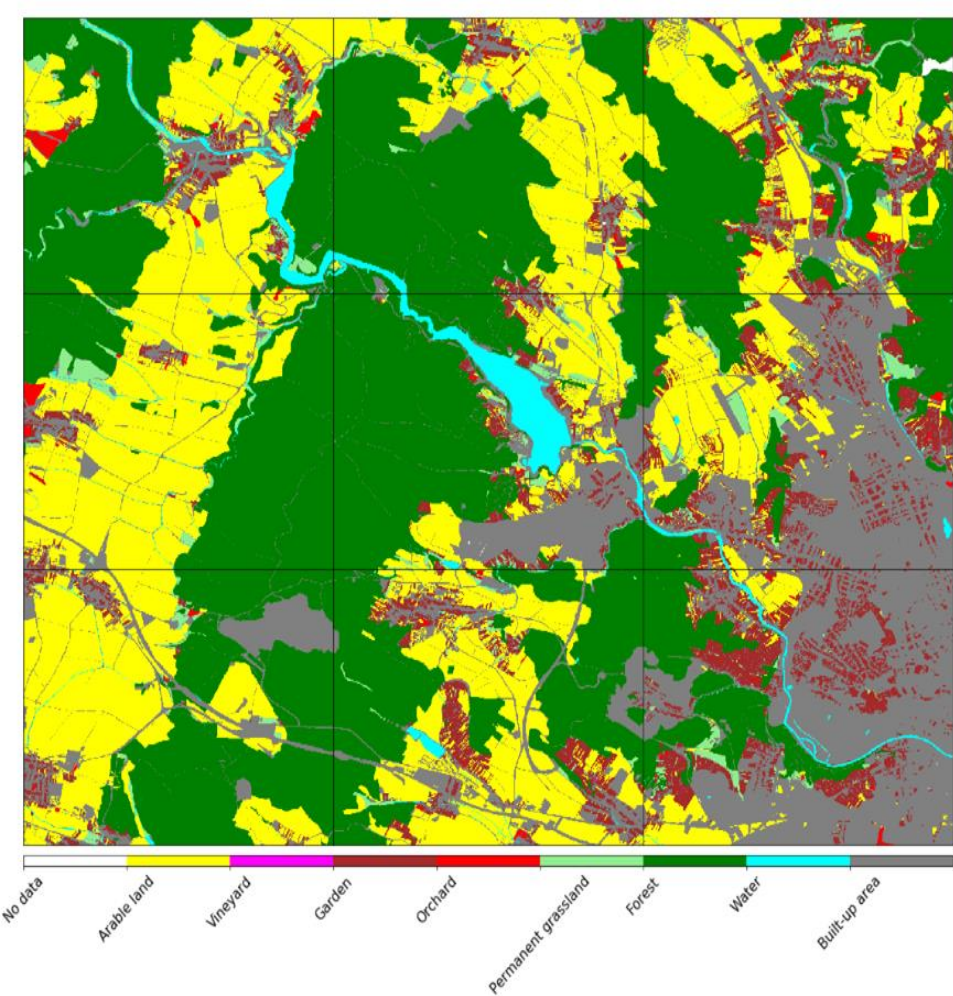 No data
Arable land
Vineyard
Garden
Orchard
Permanent grassland
Forest
Water
Built-up area